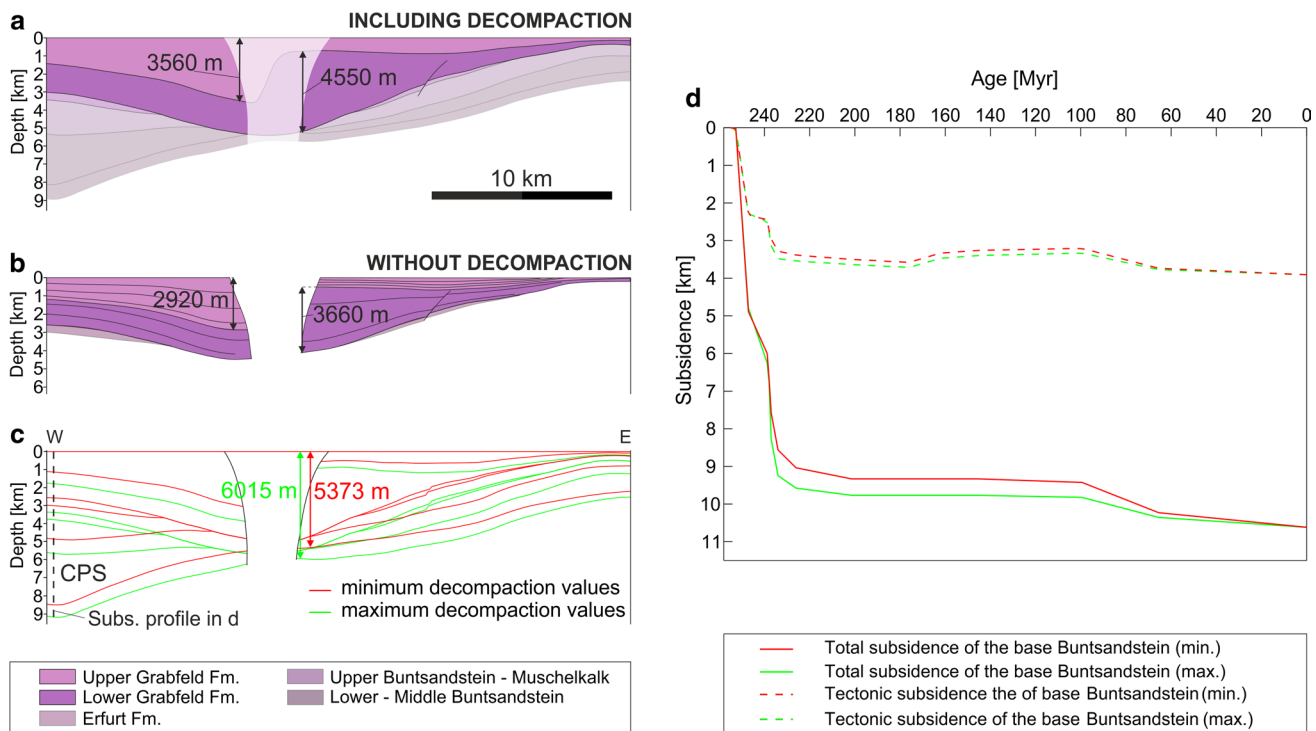 a
INCLUDING DECOMPACTION
Depth [km]
0
1
2
3
4
5
6
7
8
9
3560 m
4550 m
10 km
b
WITHOUT DECOMPACTION
Depth [km]
0
1
2
3
4
5
6
2920 m
3660 m
c
W
E
Depth [km]
0
1
2
3
4
5
6
7
8
9
6015 m
5373 m
CPS
Subs. profile in d
minimum decompaction values
maximum decompaction values
Upper Grabfeld Fm.
Lower Grabfeld Fm.
Erfurt Fm.
Upper Buntsandstein - Muschelkalk
Lower - Middle Buntsandstein
d
Age [Myr]
240 220 200 180 160 140 120 100 80 60 40 20 0
Subsidence [km]
0
1
2
3
4
5
6
7
8
9
10
11
Total subsidence of the base Buntsandstein (min.)
Total subsidence of the base Buntsandstein (max.)
Tectonic subsidence the of base Buntsandstein (min.)
Tectonic subsidence of the base Buntsandstein (max.)